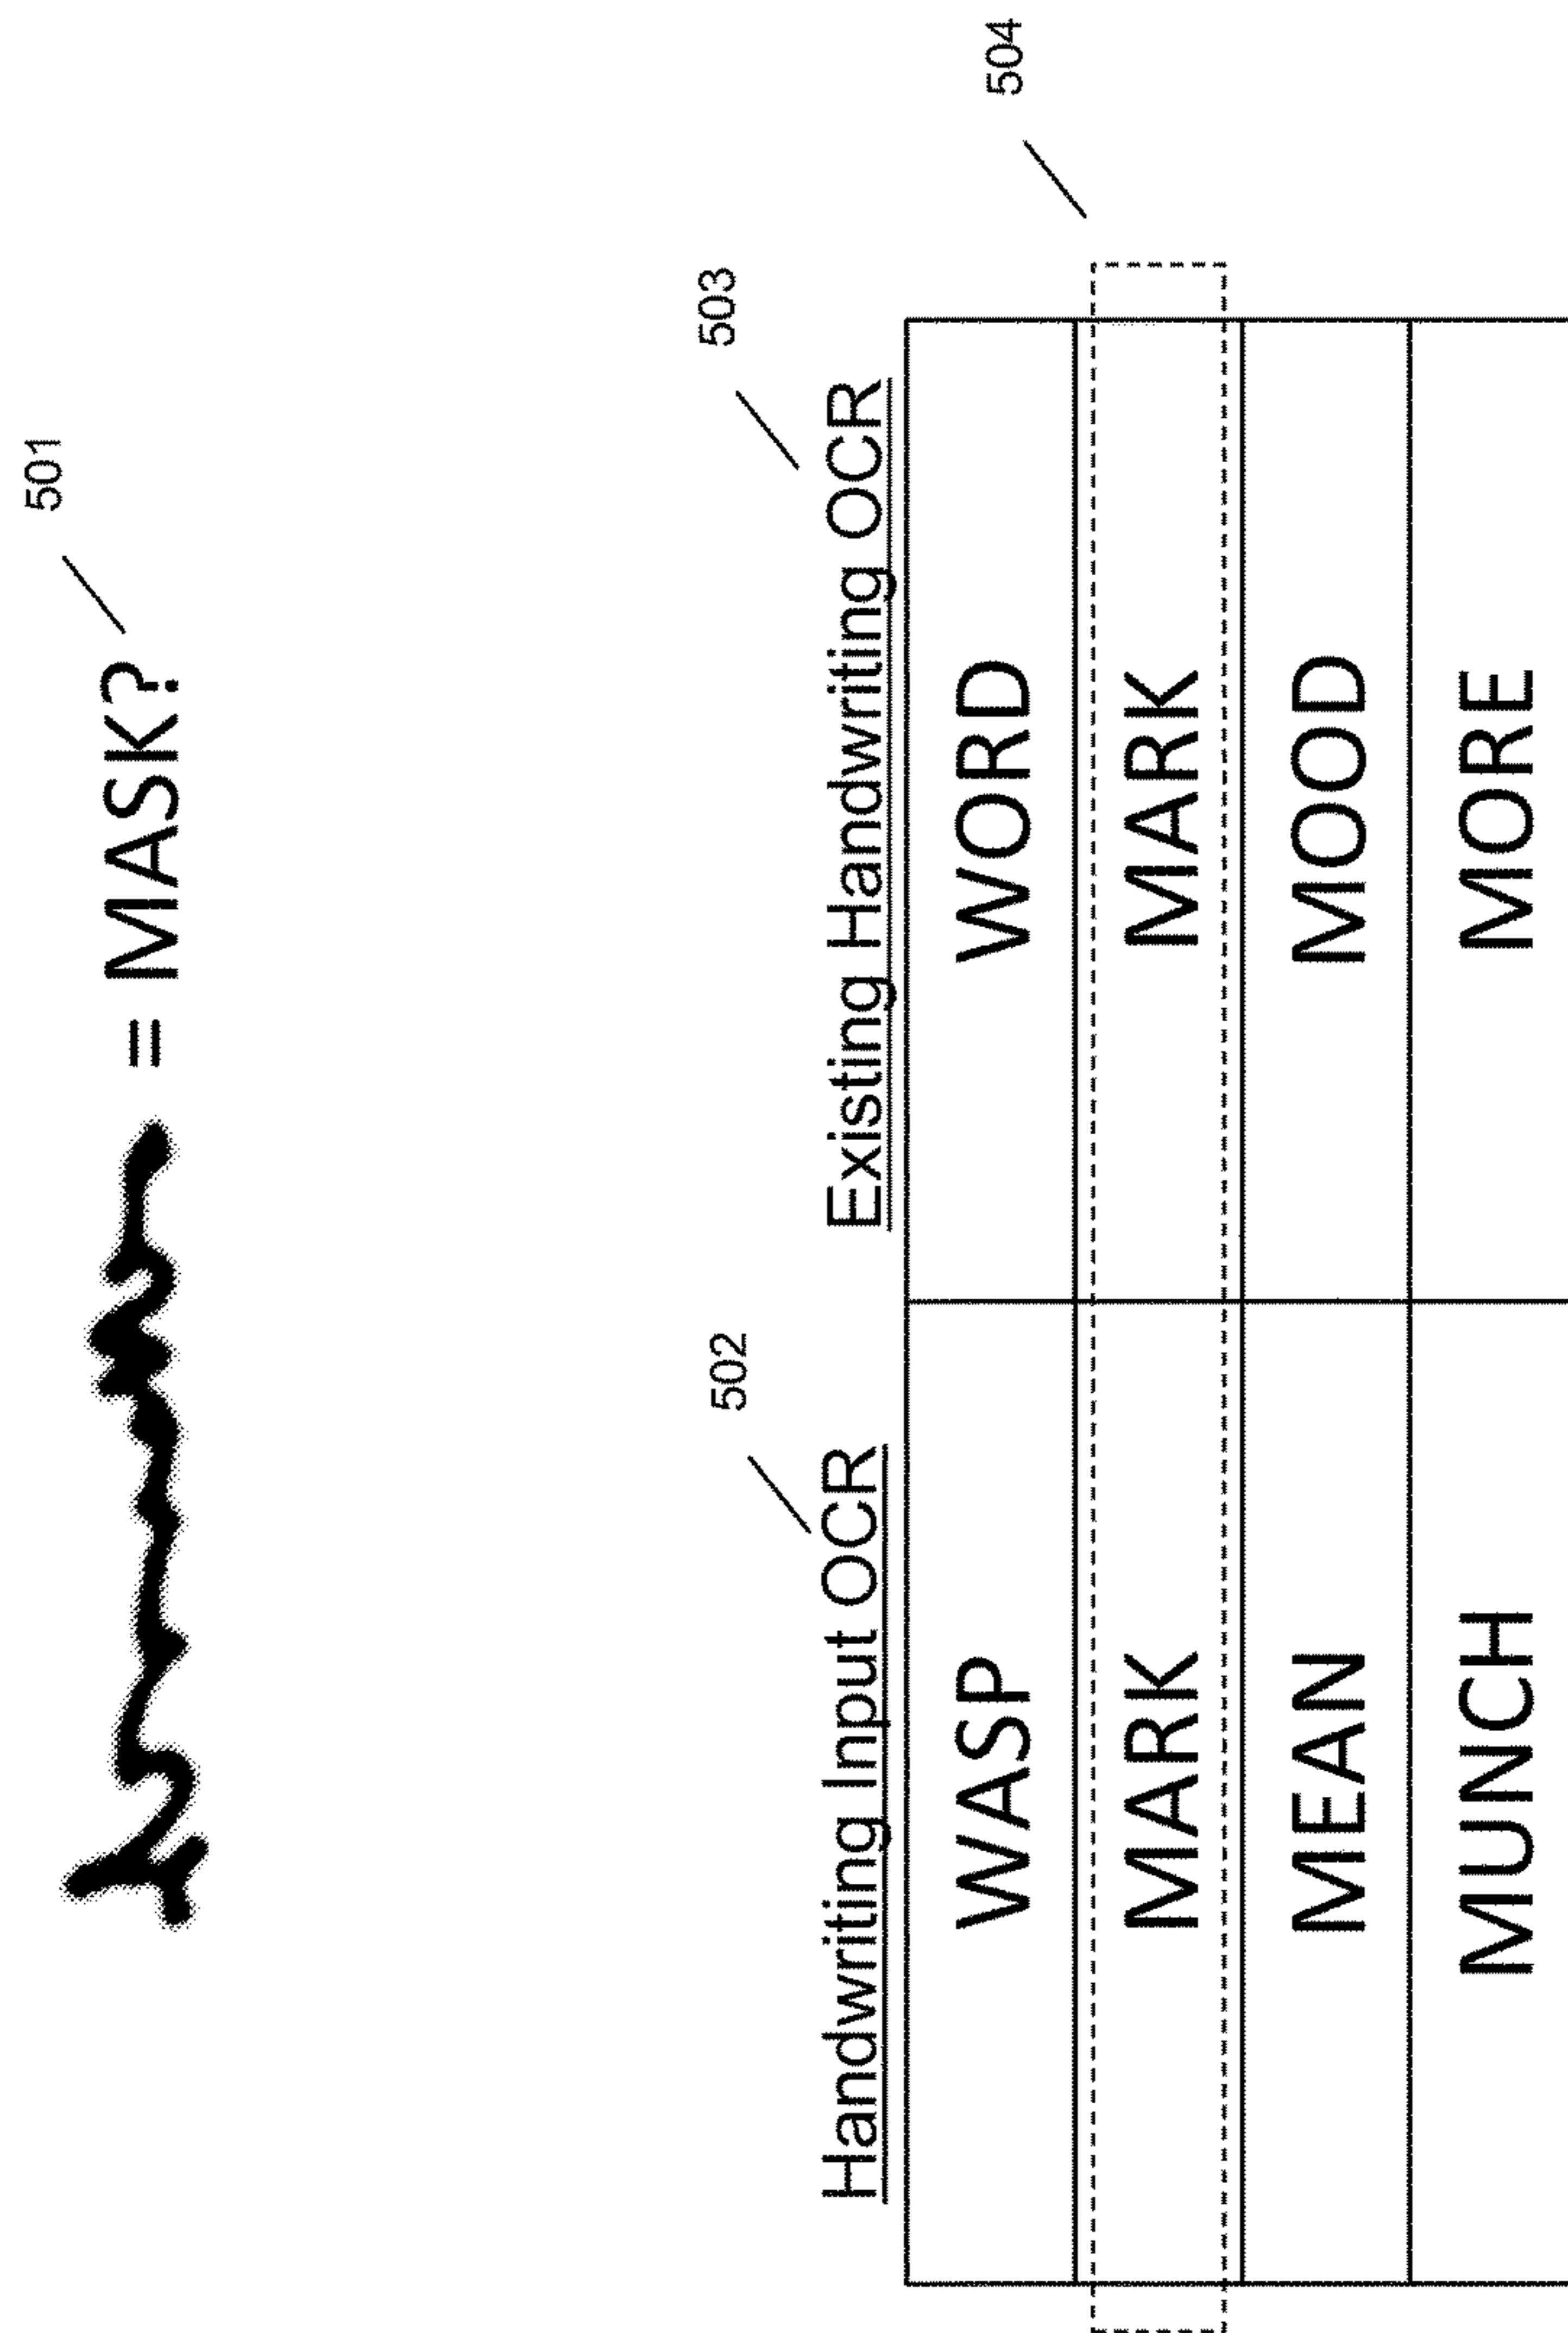 = MASK?
501
502
503
504
Handwriting Input OCR Existing Handwriting OCR
WASP WORD
MARK MARK
MEAN MOOD
MUNCH MORE